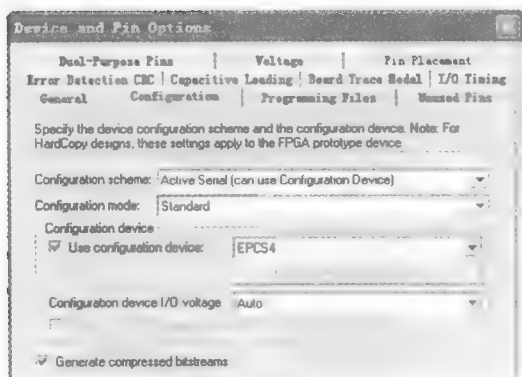 Device and Pin Options
Dual-Purpose Pins | Voltage | Pin Placement
Error Detection CRC | Capacitive Loading | Board Trace Model | I/O Timing
General | Configuration | Programming Files | Unused Pins
Specify the device configuration scheme and the configuration device. Note: For
HardCopy designs, these settings apply to the FPGA prototype device
Configuration scheme: Active Serial (can use Configuration Device)
Configuration mode: Standard
Configuration device
Use configuration device: EPCS4
Configuration device I/O voltage Auto
Generate compressed bitstreams